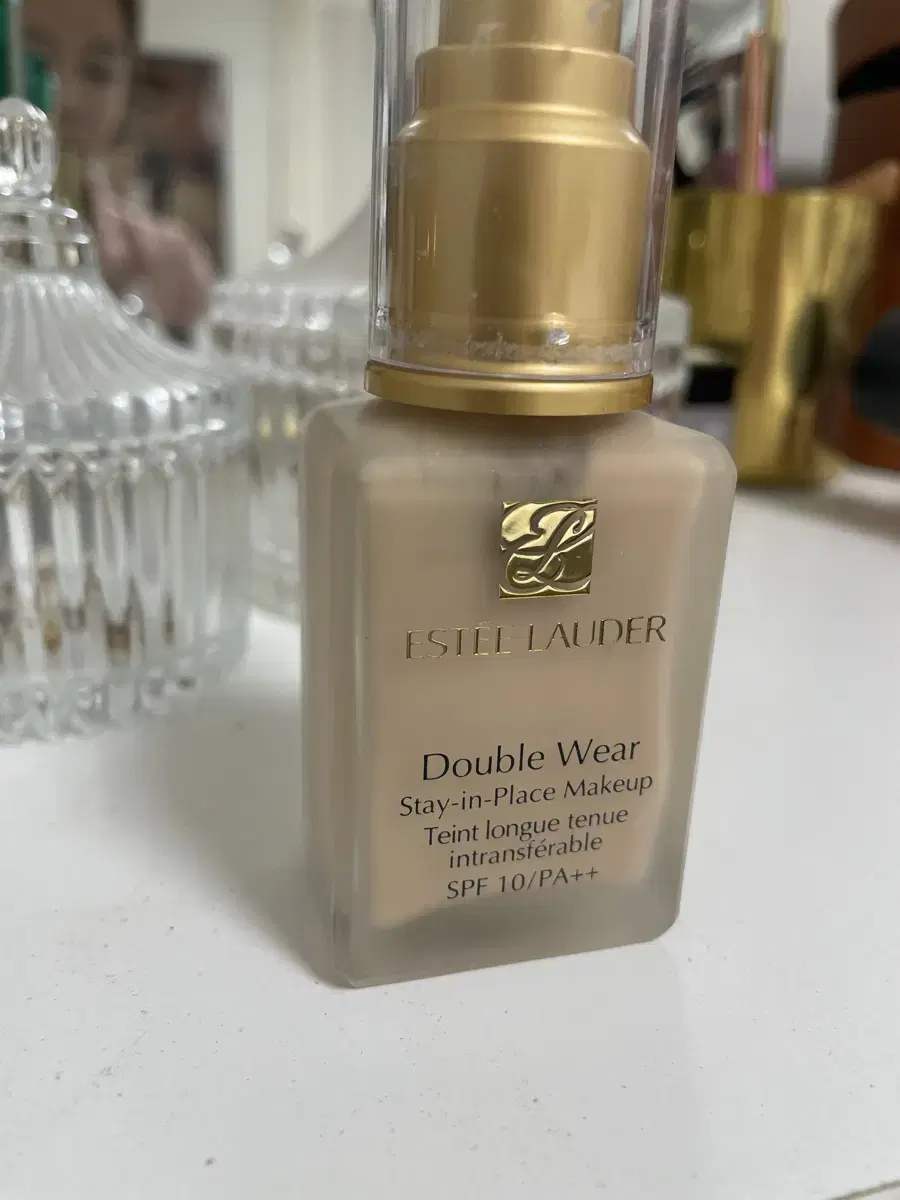 ESTĒE LAUDER
Double Wear
Stay-in-Place Makeup
Teint longue tenue
intransférable
SPF 10/PA++